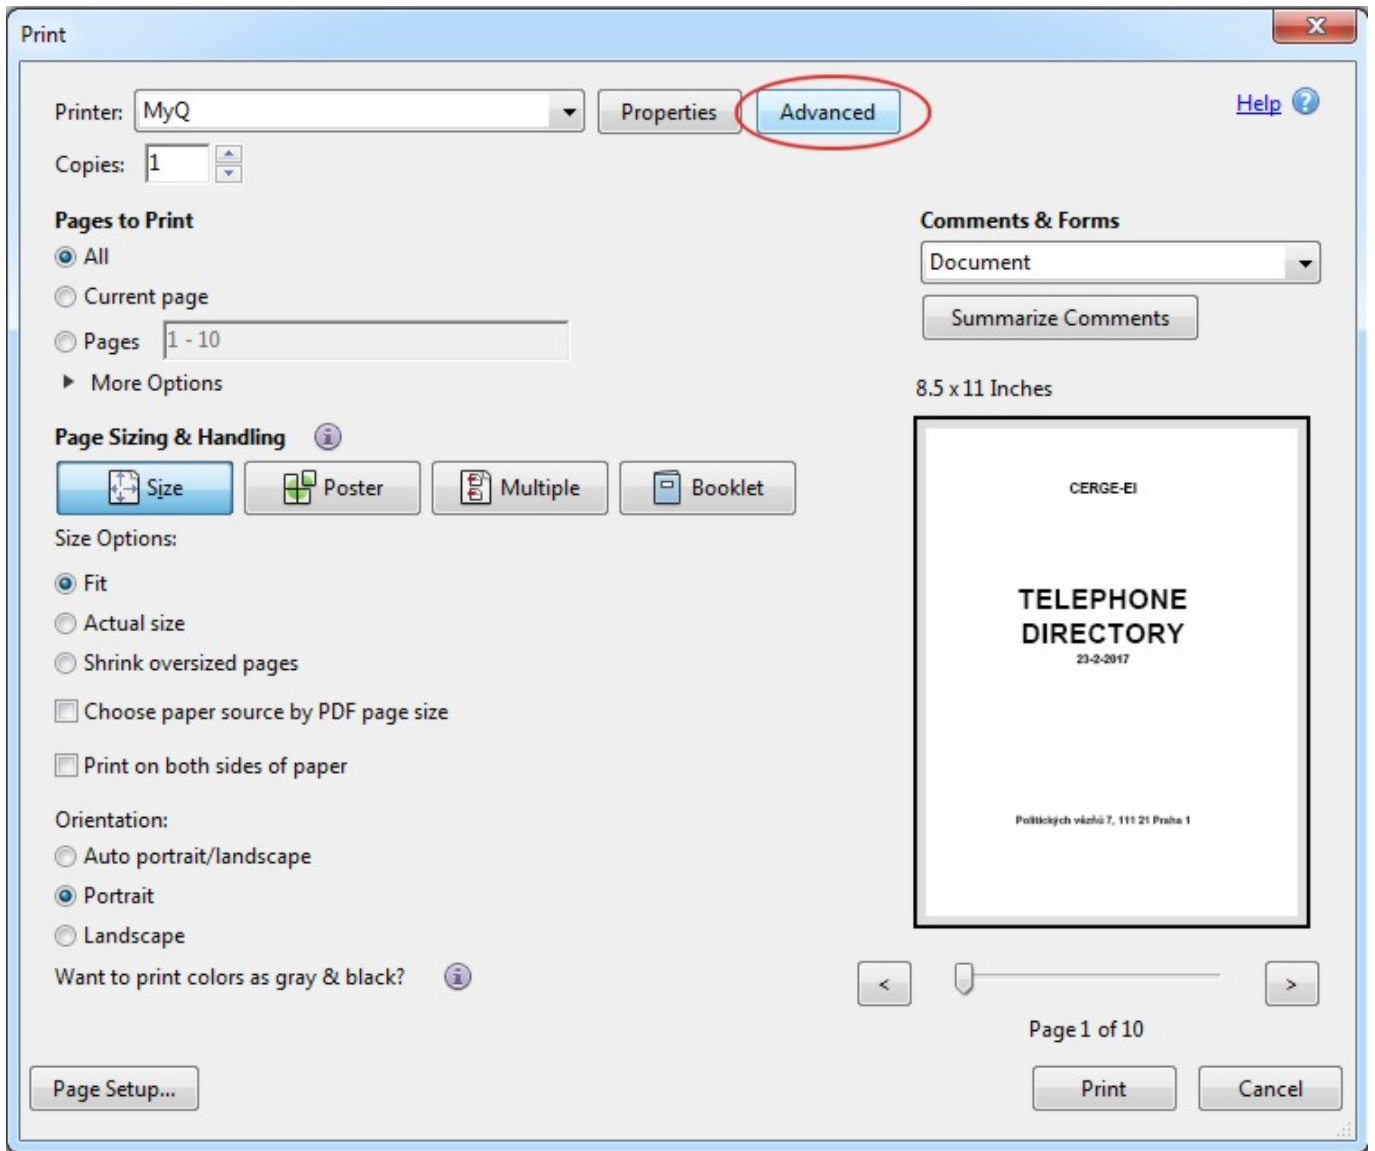 Print
Printer: MyQ Properties Advanced Help
Copies: 1
Pages to Print
All
Current page
Pages 1 - 10
More Options
Comments & Forms
Document
Summarize Comments
8.5 x 11 Inches
Page Sizing & Handling
Size Poster Multiple Booklet
Size Options:
Fit
Actual size
Shrink oversized pages
Choose paper source by PDF page size
Print on both sides of paper
Orientation:
Auto portrait/landscape
Portrait
Landscape
Want to print colors as gray & black?
CERGE-EI
TELEPHONE
DIRECTORY
23-2-2017
Politických vězňů 7, 111 21 Praha 1
< >
Page 1 of 10
Page Setup... Print Cancel